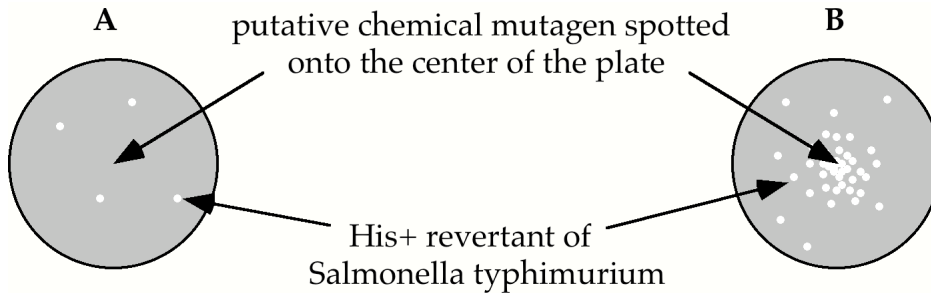 A
putative chemical mutagen spotted
onto the center of the plate
B
His+ revertant of
Salmonella typhimurium